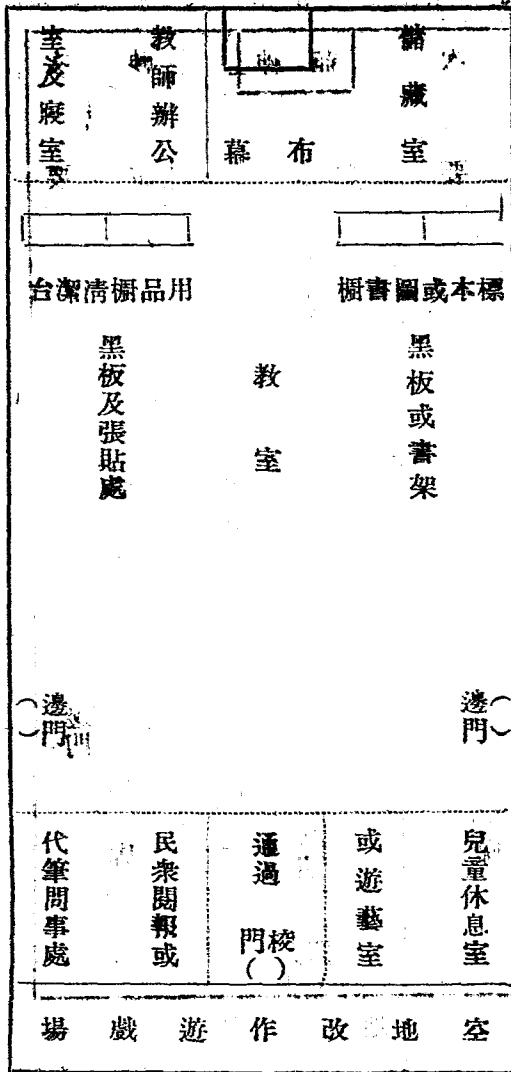 儲藏室
布幕
教師辦公
室及寢室
標本或圖書橱
用品橱清潔台
黑板或書架
教室
黑板及張貼處
邊門()
邊門()
兒童休息室
或遊藝室
通過
棱門()
民衆閱報或
代筆問事處
空地改作遊戲場